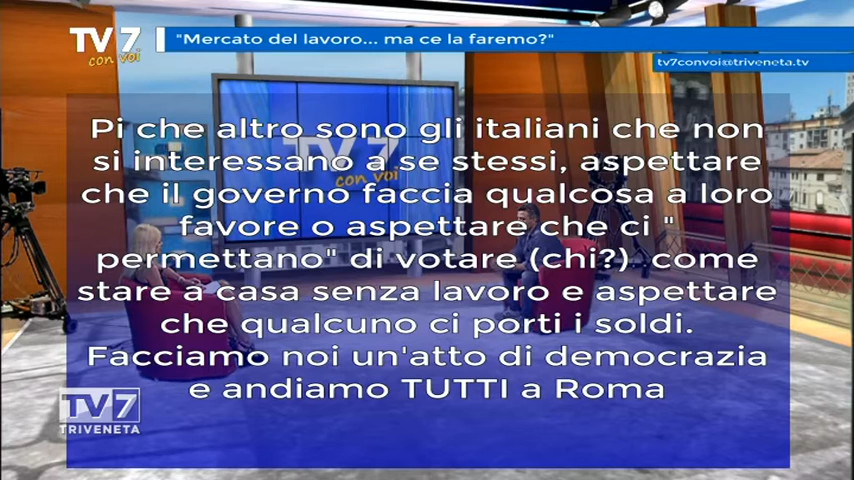 TV7
con voi
"Mercato del lavoro... ma ce la faremo?"
tv7convoi@triveneta.tv
TV7
con voi
Pi che altro sono gli italiani che non
si interessano a se stessi, aspettare
che il governo faccia qualcosa a loro
favore o aspettare che ci "
permettano" di votare (chi?) come
stare a casa senza lavoro e aspettare
che qualcuno ci porti i soldi.
Facciamo noi un'atto di democrazia
e andiamo TUTTI a Roma
TV7
TRIVENETA